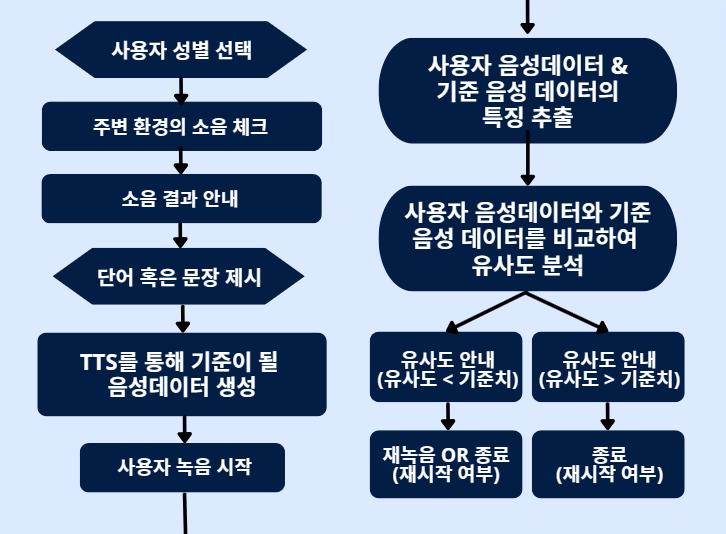 사용자 성별 선택
주변 환경의 소음 체크
소음 결과 안내
단어 혹은 문장 제시
TTS를 통해 기준이 될
음성데이터 생성
사용자 녹음 시작
사용자 음성데이터 &
기준 음성 데이터의
특징 추출
사용자 음성데이터와 기준
음성 데이터를 비교하여
유사도 분석
유사도 안내
(유사도 < 기준치)
유사도 안내
(유사도 > 기준치)
재녹음 OR 종료
(재시작 여부)
종료
(재시작 여부)